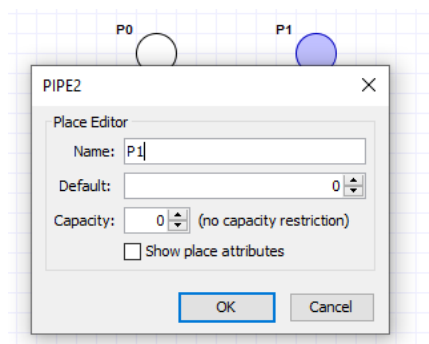 P0 P1
PIPE2
Place Editor
Name: P1
Default: 0
Capacity: 0 (no capacity restriction)
Show place attributes
OK Cancel